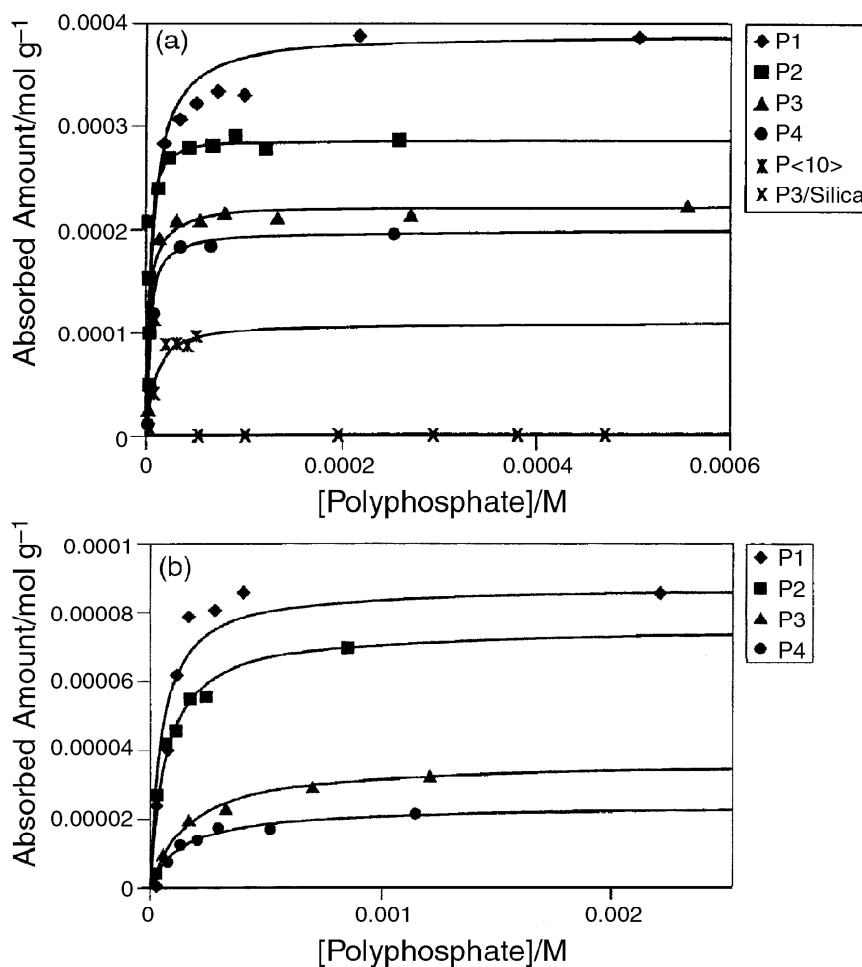 (a)
Absorbed Amount/mol g–1
0.0004
0.0003
0.0002
0.0001
0
0
0.0002
0.0004
0.0006
[Polyphosphate]/M
P1
P2
P3
P4
P<10>
P3/Silica
(b)
Absorbed Amount/mol g–1
0.0001
0.00008
0.00006
0.00004
0.00002
0
0
0.001
0.002
[Polyphosphate]/M
P1
P2
P3
P4